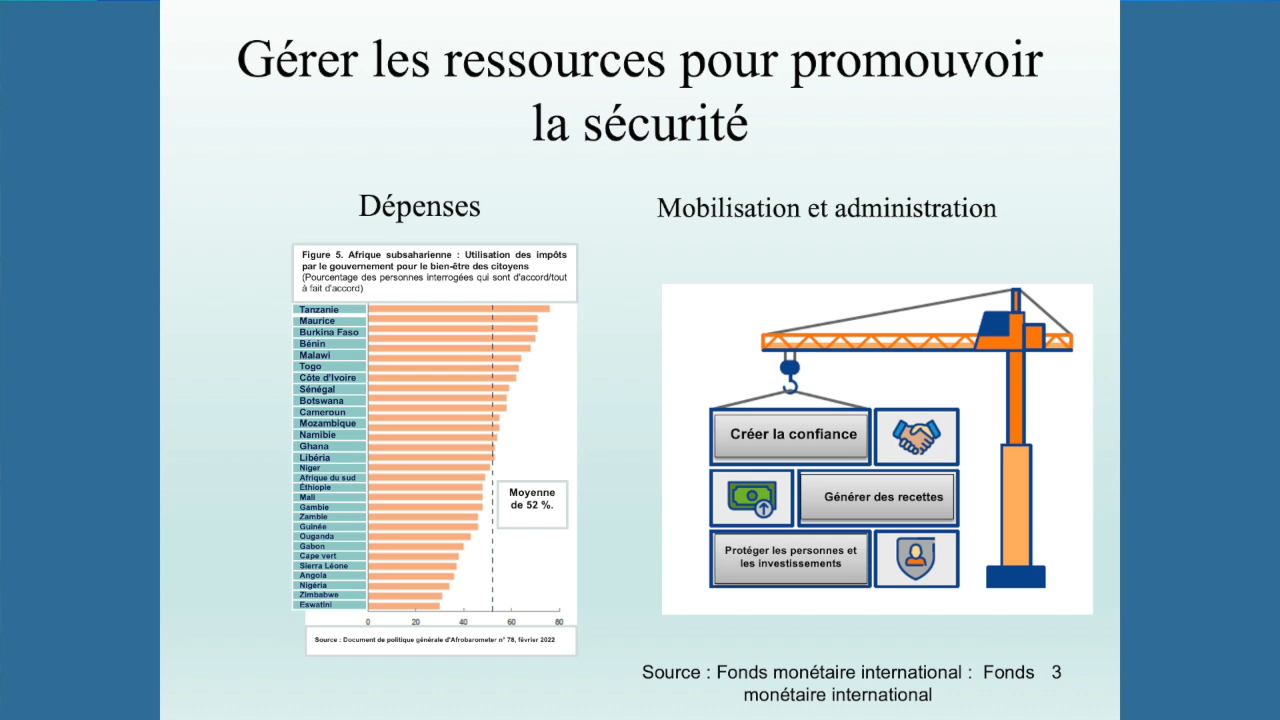 Gérer les ressources pour promouvoir
la sécurité
Dépenses
Mobilisation et administration
Figure 5. Afrique subsaharienne : Utilisation des impôts
par le gouvernement pour le bien-être des citoyens
(Pourcentage des personnes interrogées qui sont d'accord/tout
à fait d'accord)
Tanzanie
Maurice
Burkina Faso
Bénin
Malawi
Togo
Côte d'Ivoire
Sénégal
Botswana
Cameroun
Mozambique
Namibie
Ghana
Libéria
Niger
Afrique du sud
Éthiopie
Mali
Gambie
Zambie
Guinée
Ouganda
Gabon
Cape vert
Sierra Léone
Angola
Nigéria
Zimbabwe
Eswatini
Moyenne
de 52 %.
0 20 40 60 80
Source : Document de politique générale d'Afrobarometer n° 78, février 2022
Créer la confiance
Générer des recettes
Protéger les personnes et
les investissements
Source : Fonds monétaire international : Fonds
monétaire international
3